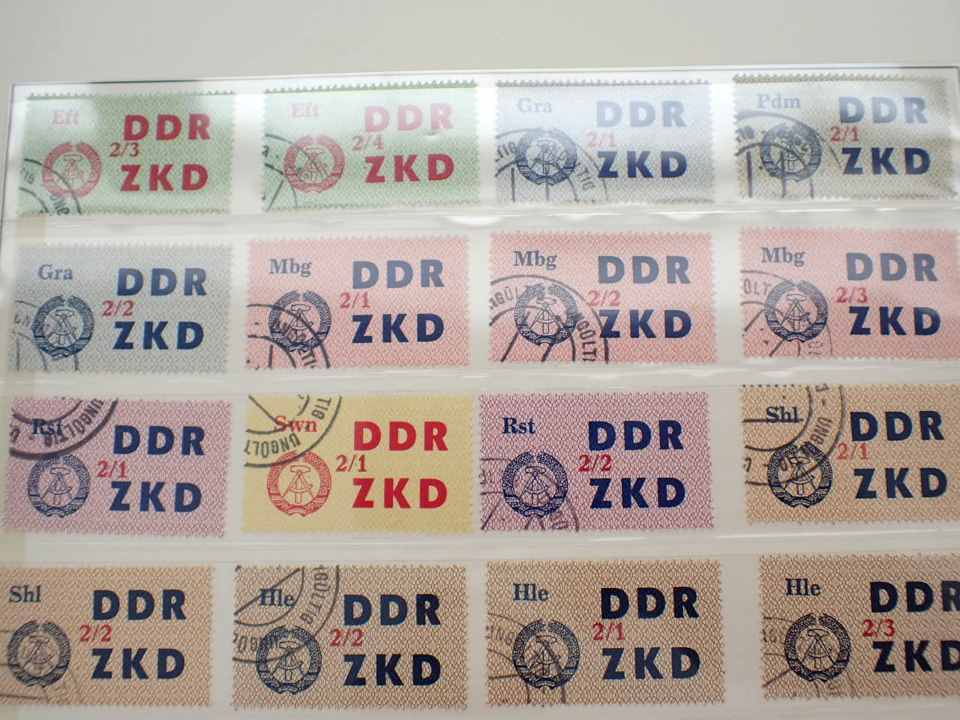 Eft
DDR
2/3
ZKD
Eft
DDR
2/4
ZKD
Gra
DDR
2/1
ZKD
Pdm
DDR
2/1
ZKD
Gra
DDR
2/2
ZKD
Mbg
DDR
2/1
ZKD
UNGÜLTIG
Mbg
DDR
2/2
ZKD
UNGÜLTIG
Mbg
DDR
2/3
ZKD
Rst
DDR
2/1
ZKD
UNGÜLTIG
Swn
DDR
2/1
ZKD
UNGÜLTIG
Rst
DDR
2/2
ZKD
Shl
DDR
2/1
ZKD
Shl
DDR
2/2
ZKD
Hle
DDR
2/2
ZKD
Hle
DDR
2/1
ZKD
Hle
DDR
2/3
ZKD